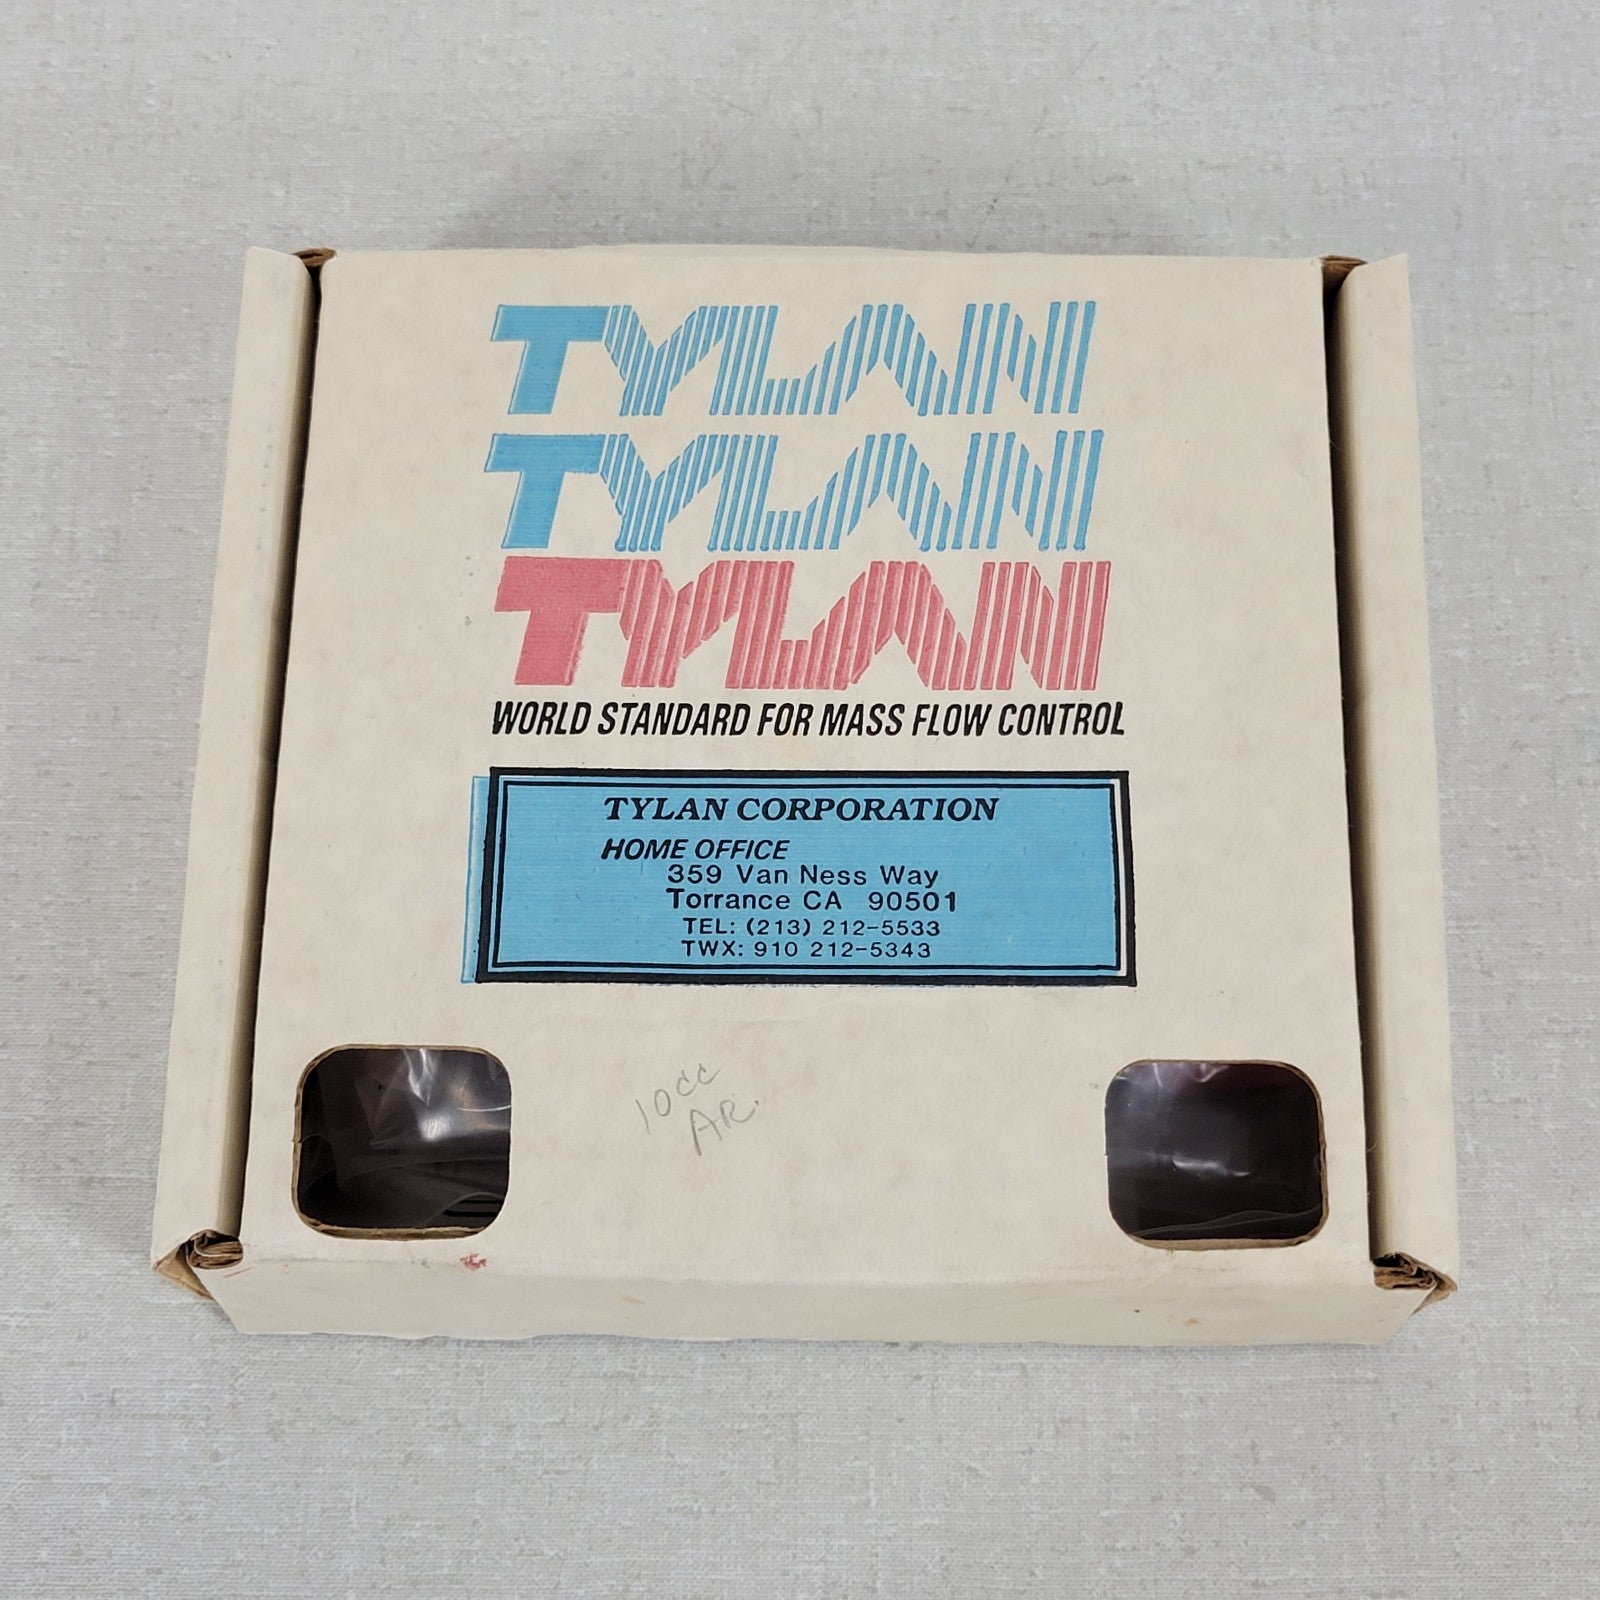 TYLAN
TYLAN
TYLAN
WORLD STANDARD FOR MASS FLOW CONTROL
TYLAN CORPORATION
HOME OFFICE
359 Van Ness Way
Torrance CA 90501
TEL: (213) 212-5533
TWX: 910 212-5343
10cc
AR.